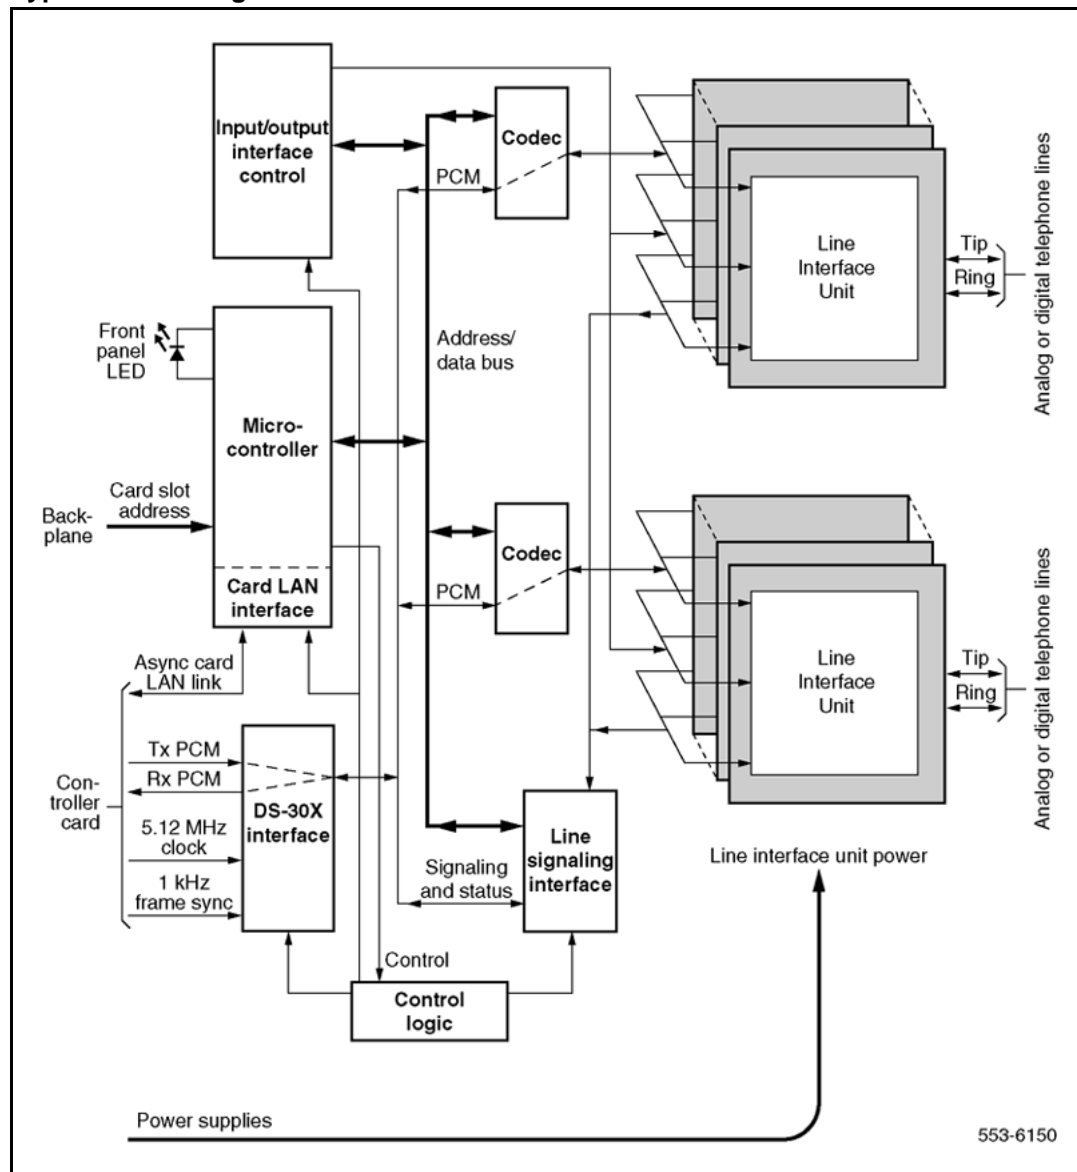 Input/output
interface
control
Codec
PCM
Line
Interface
Unit
Tip
Ring
Analog or digital telephone lines
Front
panel
LED
Address/
data bus
Micro-
controller
Card slot
address
Back-
plane
Card LAN
interface
Codec
PCM
Line
Interface
Unit
Tip
Ring
Analog or digital telephone lines
Async card
LAN link
Tx PCM
Rx PCM
Con-
troller
card
DS-30X
interface
5.12 MHz
clock
1 kHz
frame sync
Signaling
and status
Line
signaling
interface
Line interface unit power
Control
Control
logic
Power supplies
553-6150